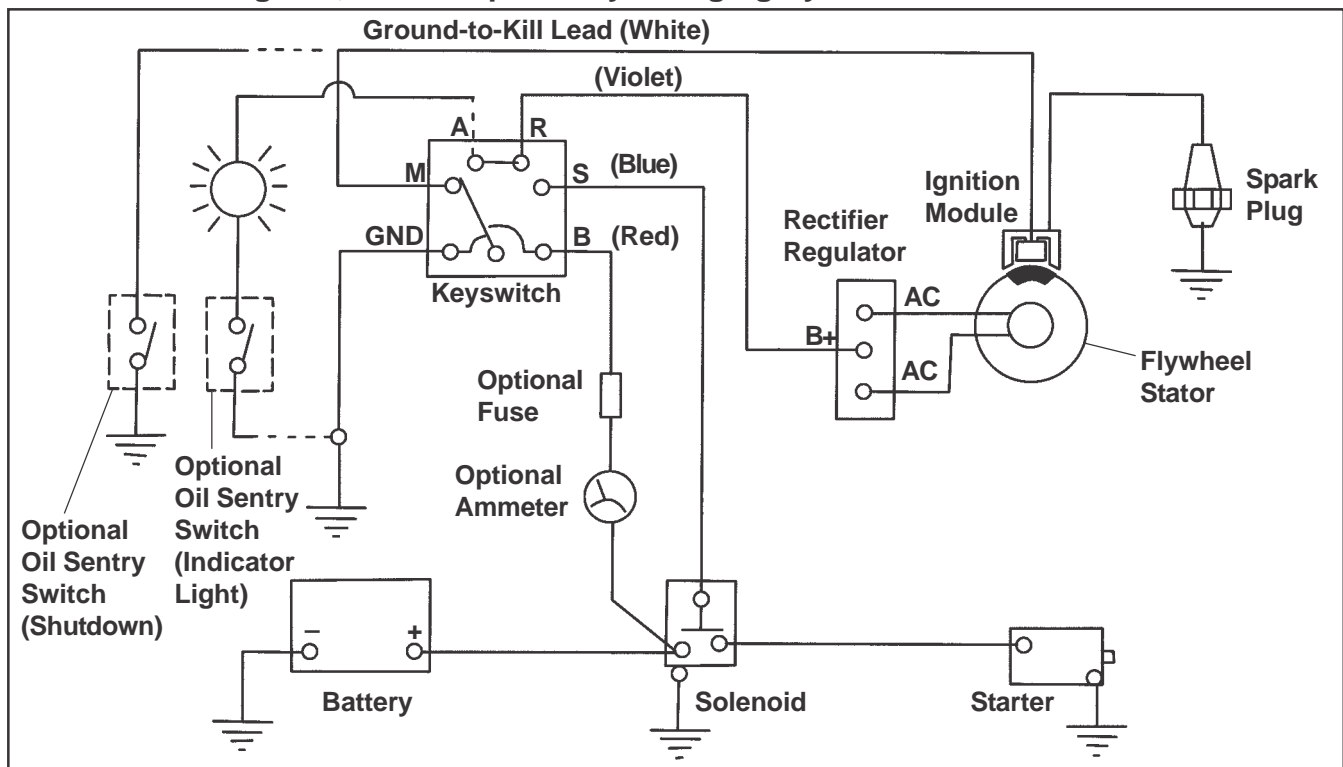 Ground-to-Kill Lead (White)
(Violet)
A
R
M
S
(Blue)
GND
B
(Red)
Keyswitch
Ignition
Module
Spark
Plug
Rectifier
Regulator
AC
B+
AC
Flywheel
Stator
Optional
Fuse
Optional
Ammeter
Optional
Oil Sentry
Switch
(Indicator
Light)
Optional
Oil Sentry
Switch
(Shutdown)
–
+
Battery
Solenoid
Starter